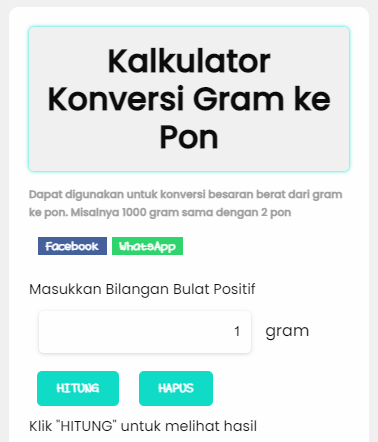 Kalkulator
Konversi Gram ke
Pon
Dapat digunakan untuk konversi besaran berat dari gram
ke pon. Misalnya 1000 gram sama dengan 2 pon
Facebook WhatsApp
Masukkan Bilangan Bulat Positif
1 gram
HITUNG HAPUS
Klik "HITUNG" untuk melihat hasil